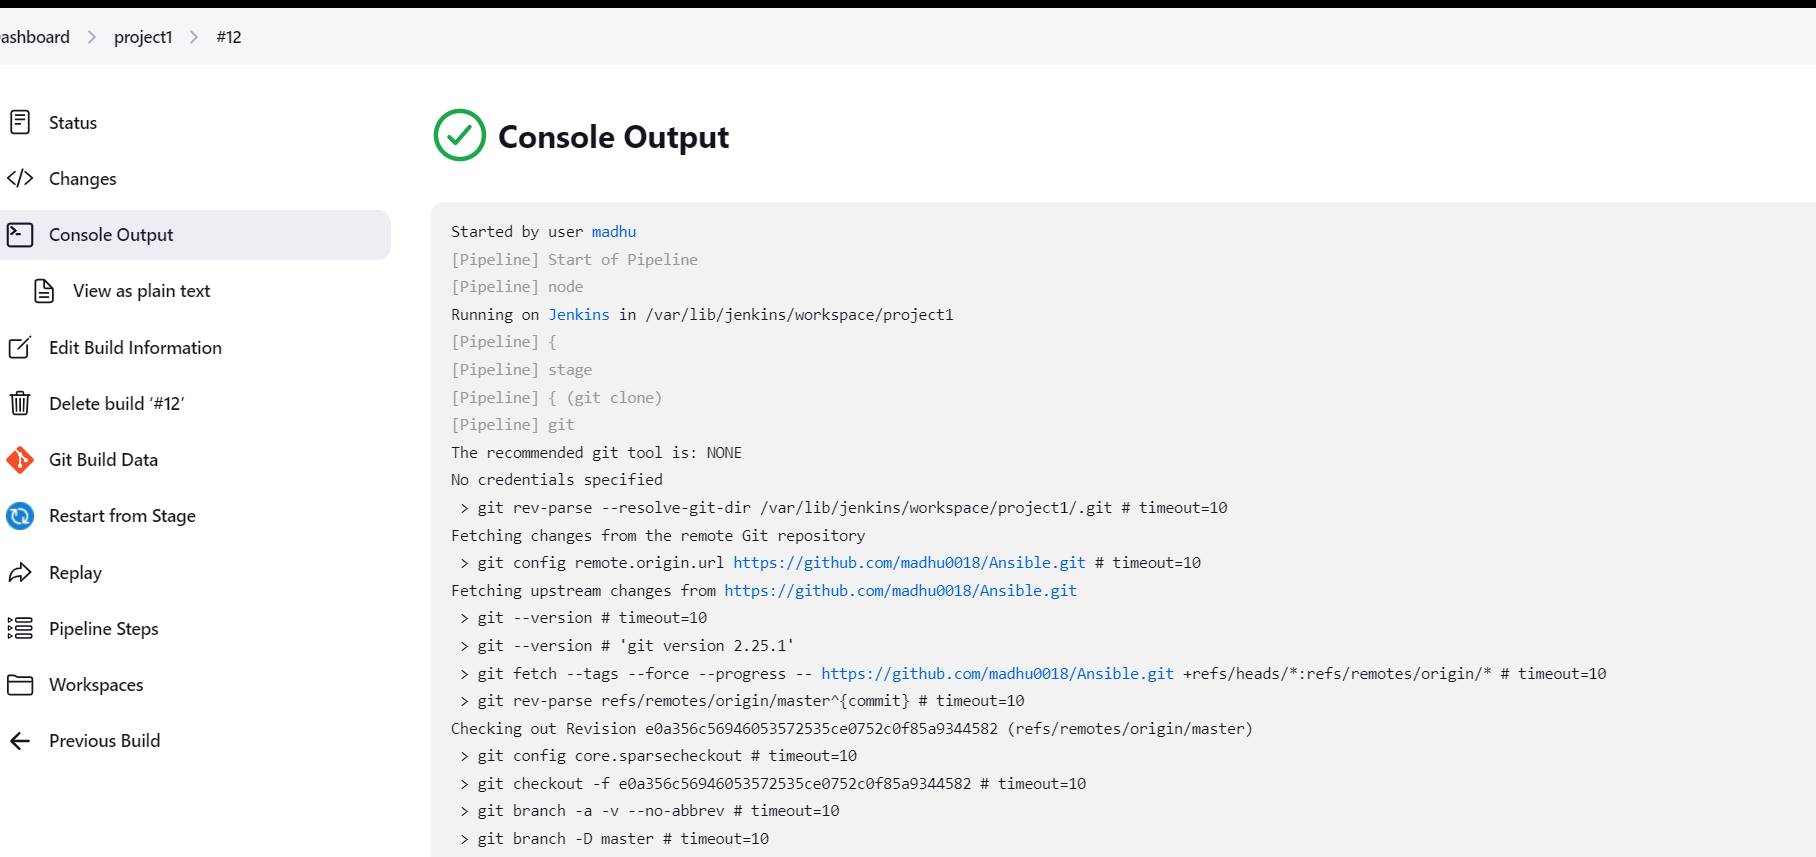 ashboard > project1 > #12
Status
Changes
Console Output
View as plain text
Edit Build Information
Delete build ‘#12’
Git Build Data
Restart from Stage
Replay
Pipeline Steps
Workspaces
Previous Build
Console Output
Started by user madhu
[Pipeline] Start of Pipeline
[Pipeline] node
Running on Jenkins in /var/lib/jenkins/workspace/project1
[Pipeline] {
[Pipeline] stage
[Pipeline] { (git clone)
[Pipeline] git
The recommended git tool is: NONE
No credentials specified
 > git rev-parse --resolve-git-dir /var/lib/jenkins/workspace/project1/.git # timeout=10
Fetching changes from the remote Git repository
 > git config remote.origin.url https://github.com/madhu0018/Ansible.git # timeout=10
Fetching upstream changes from https://github.com/madhu0018/Ansible.git
 > git --version # timeout=10
 > git --version # 'git version 2.25.1'
 > git fetch --tags --force --progress -- https://github.com/madhu0018/Ansible.git +refs/heads/*:refs/remotes/origin/* # timeout=10
 > git rev-parse refs/remotes/origin/master^{commit} # timeout=10
Checking out Revision e0a356c56946053572535ce0752c0f85a9344582 (refs/remotes/origin/master)
 > git config core.sparsecheckout # timeout=10
 > git checkout -f e0a356c56946053572535ce0752c0f85a9344582 # timeout=10
 > git branch -a -v --no-abbrev # timeout=10
 > git branch -D master # timeout=10